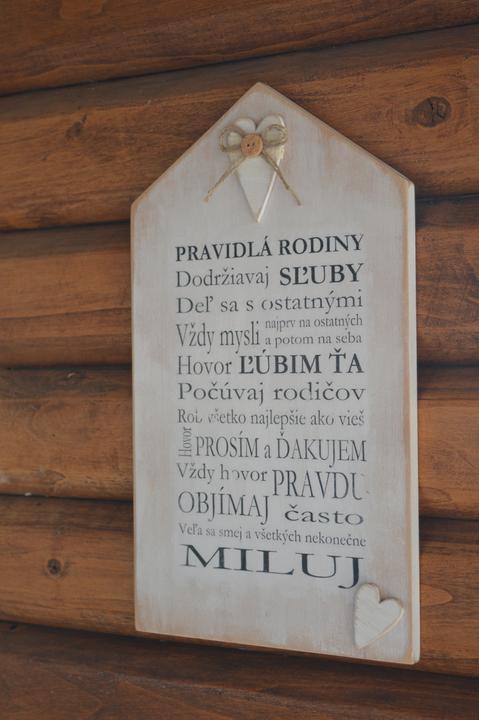 PRAVIDLÁ RODINY
Dodržiavaj SĽUBY
Deľ sa s ostatnými
Vždy mysli najprv na ostatných
a potom na seba
Hovor ĽÚBIM ŤA
Počúvaj rodičov
Rob všetko najlepšie ako vieš
Hovor PROSÍM a ĎAKUJEM
Vždy hovor PRAVDU
OBJÍMAJ často
Veľa sa smej a všetkých nekonečne
MILUJ